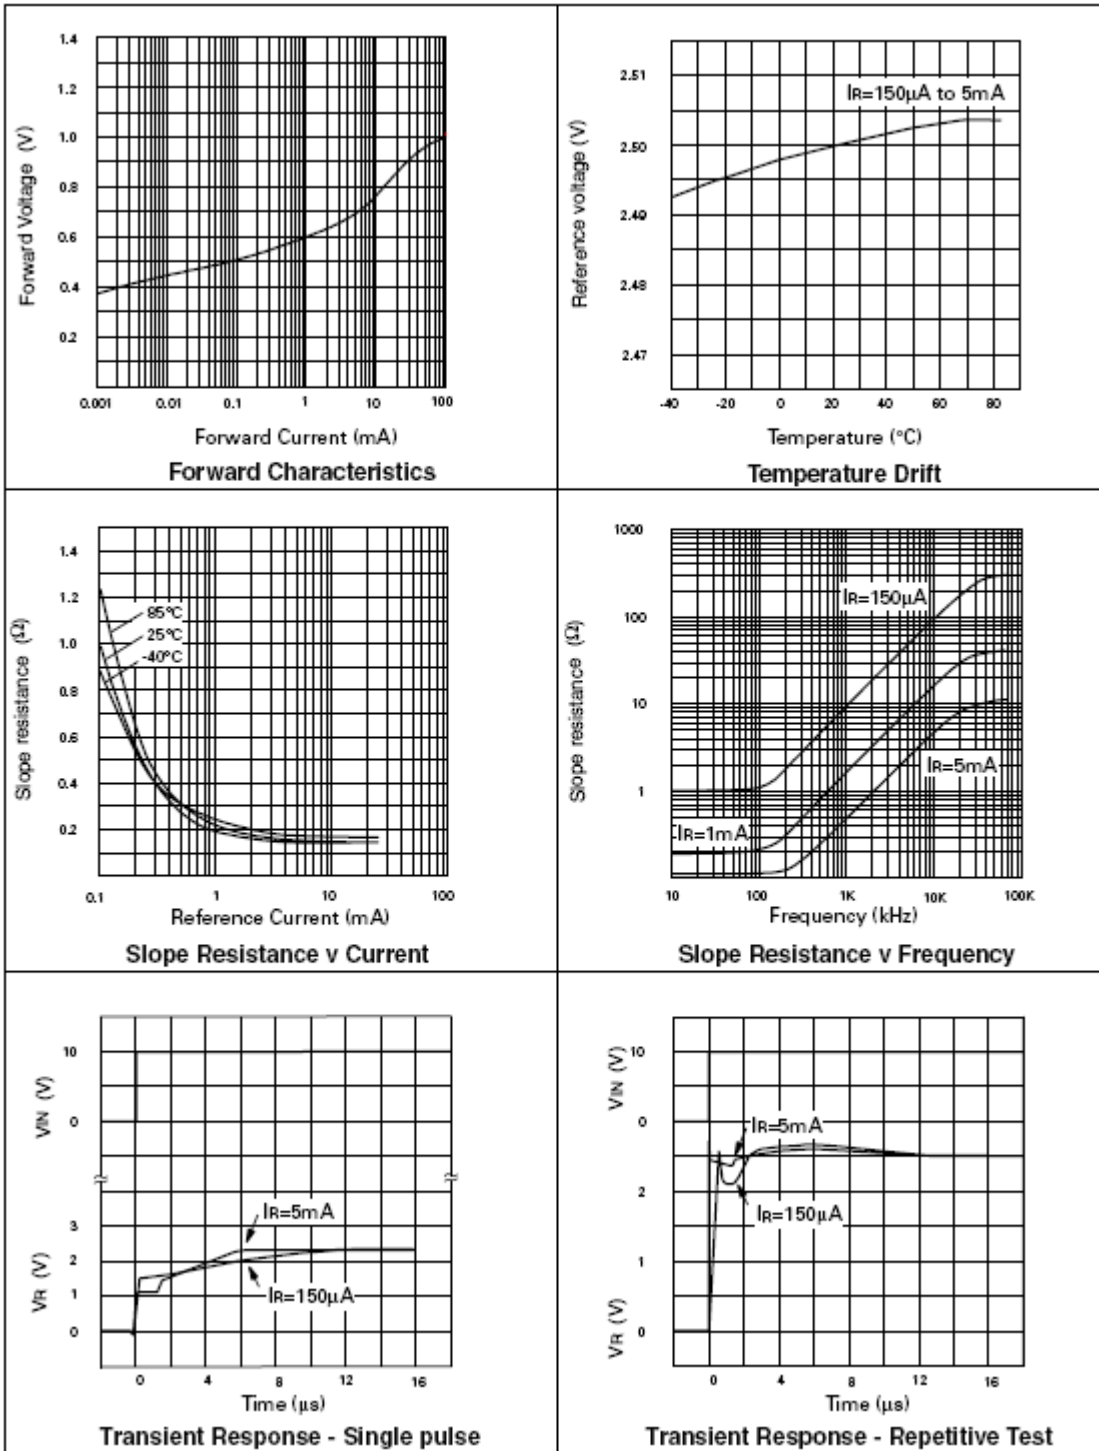 1.4
1.2
1.0
0.8
0.6
0.4
0.2
Forward Voltage (V)
0.001 0.01 0.1 1 10 100
Forward Current (mA)
Forward Characteristics
2.51
2.50
2.49
2.48
2.47
Reference voltage (V)
IR=150µA to 5mA
-40 -20 0 20 40 60 80
Temperature (°C)
Temperature Drift
1.4
1.2
1.0
0.8
0.6
0.4
0.2
Slope resistance (Ω)
85°C
25°C
-40°C
0.1 1 10 100
Reference Current (mA)
Slope Resistance v Current
1000
100
10
1
Slope resistance (Ω)
IR=150µA
IR=5mA
IR=1mA
10 100 1K 10K 100K
Frequency (kHz)
Slope Resistance v Frequency
10
0
VIN (V)
3
2
1
0
VR (V)
IR=5mA
IR=150µA
0 4 8 12 16
Time (µs)
Transient Response - Single pulse
10
0
VIN (V)
2
1
0
VR (V)
IR=5mA
IR=150µA
0 4 8 12 16
Time (µs)
Transient Response - Repetitive Test